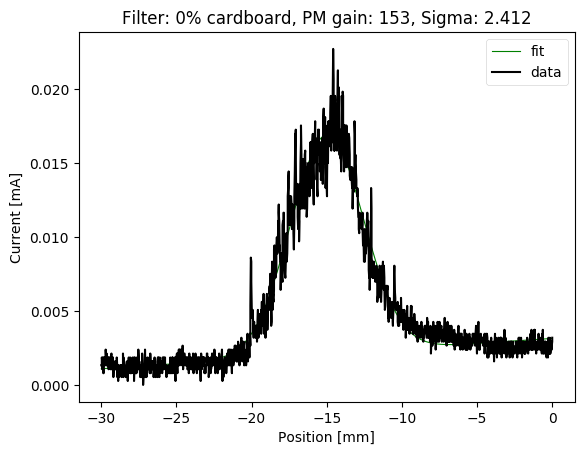 Filter: 0% cardboard, PM gain: 153, Sigma: 2.412
fit
data
0.020
0.015
0.010
0.005
0.000
Current [mA]
−30
−25
−20
−15
−10
−5
0
Position [mm]